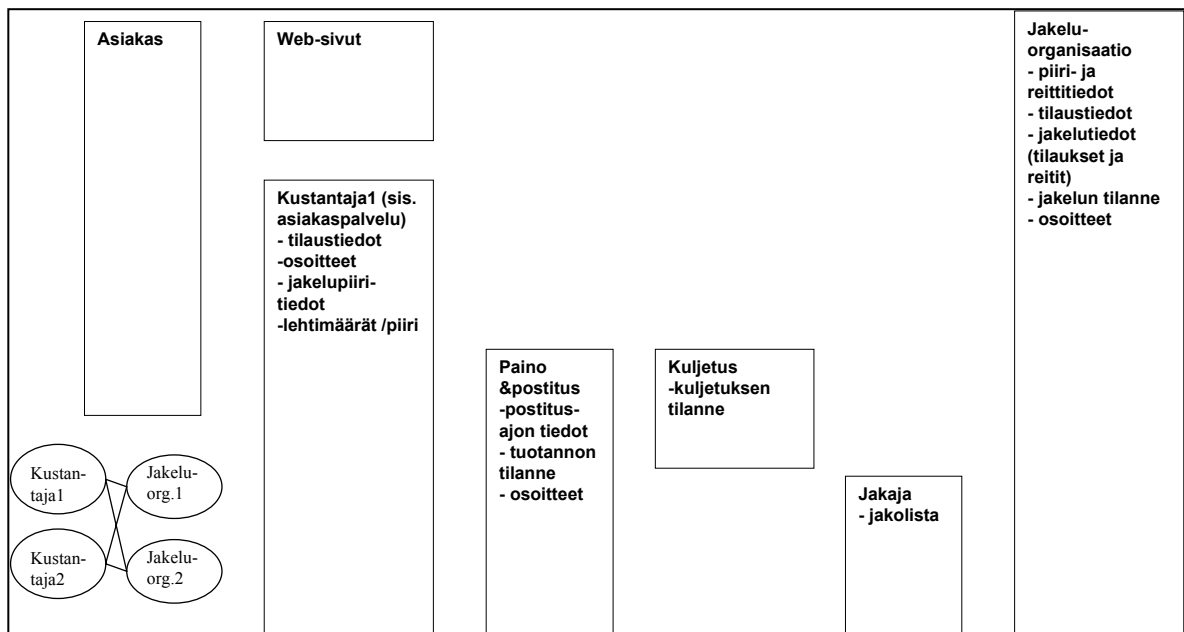 Asiakas
Web-sivut
Jakelu-
organisaatio
- piiri- ja
reittitiedot
- tilaustiedot
- jakelutiedot
(tilaukset ja
reitit)
- jakelun tilanne
- osoitteet
Kustantaja1 (sis.
asiakaspalvelu)
- tilaustiedot
-osoitteet
- jakelupiiri-
tiedot
-lehtimäärät /piiri
Paino
&postitus
-postitus-
ajon tiedot
- tuotannon
tilanne
- osoitteet
Kuljetus
-kuljetuksen
tilanne
Jakaja
- jakolista
Kustan-
taja1
Jakelu-
org.1
Kustan-
taja2
Jakelu-
org.2